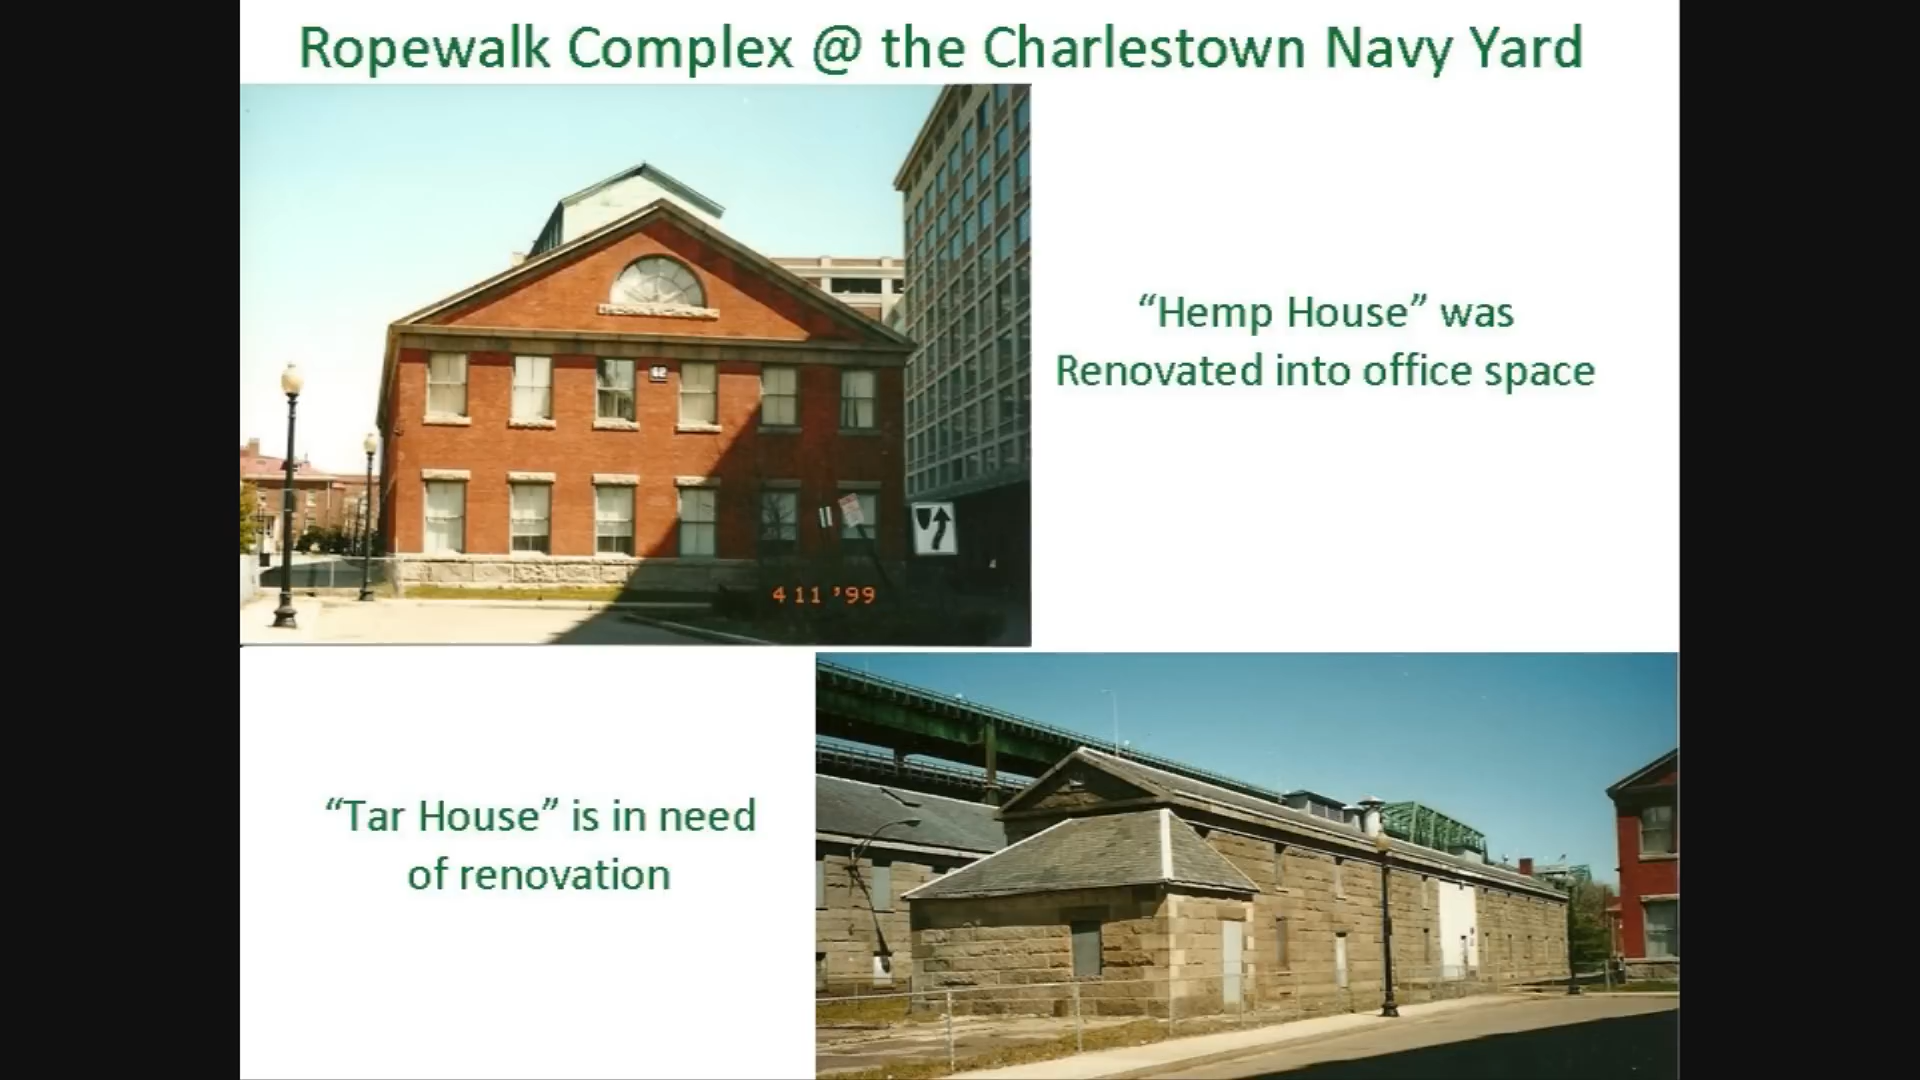 Ropewalk Complex @ the Charlestown Navy Yard
“Hemp House” was
Renovated into office space
62
4 11 '99
“Tar House” is in need
of renovation